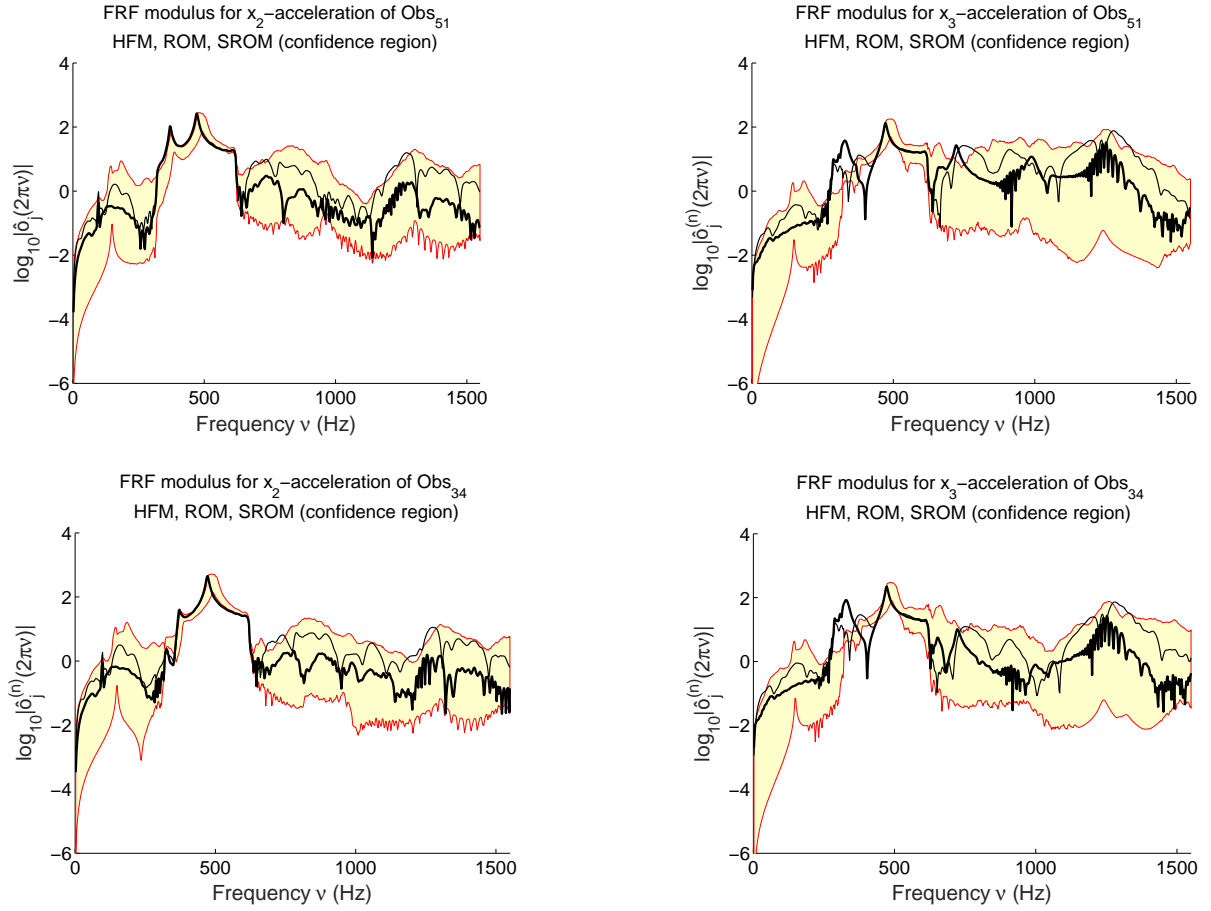 FRF modulus for x₂−acceleration of Obs₅₁
HFM, ROM, SROM (confidence region)
log₁₀|ô_j(2πν)|
4
2
0
−2
−4
−6
0 500 1000 1500
Frequency ν (Hz)
FRF modulus for x₃−acceleration of Obs₅₁
HFM, ROM, SROM (confidence region)
log₁₀|ô_j⁽ⁿ⁾(2πν)|
4
2
0
−2
−4
−6
0 500 1000 1500
Frequency ν (Hz)
FRF modulus for x₂−acceleration of Obs₃₄
HFM, ROM, SROM (confidence region)
log₁₀|ô_j⁽ⁿ⁾(2πν)|
4
2
0
−2
−4
−6
0 500 1000 1500
Frequency ν (Hz)
FRF modulus for x₃−acceleration of Obs₃₄
HFM, ROM, SROM (confidence region)
log₁₀|ô_j⁽ⁿ⁾(2πν)|
4
2
0
−2
−4
−6
0 500 1000 1500
Frequency ν (Hz)